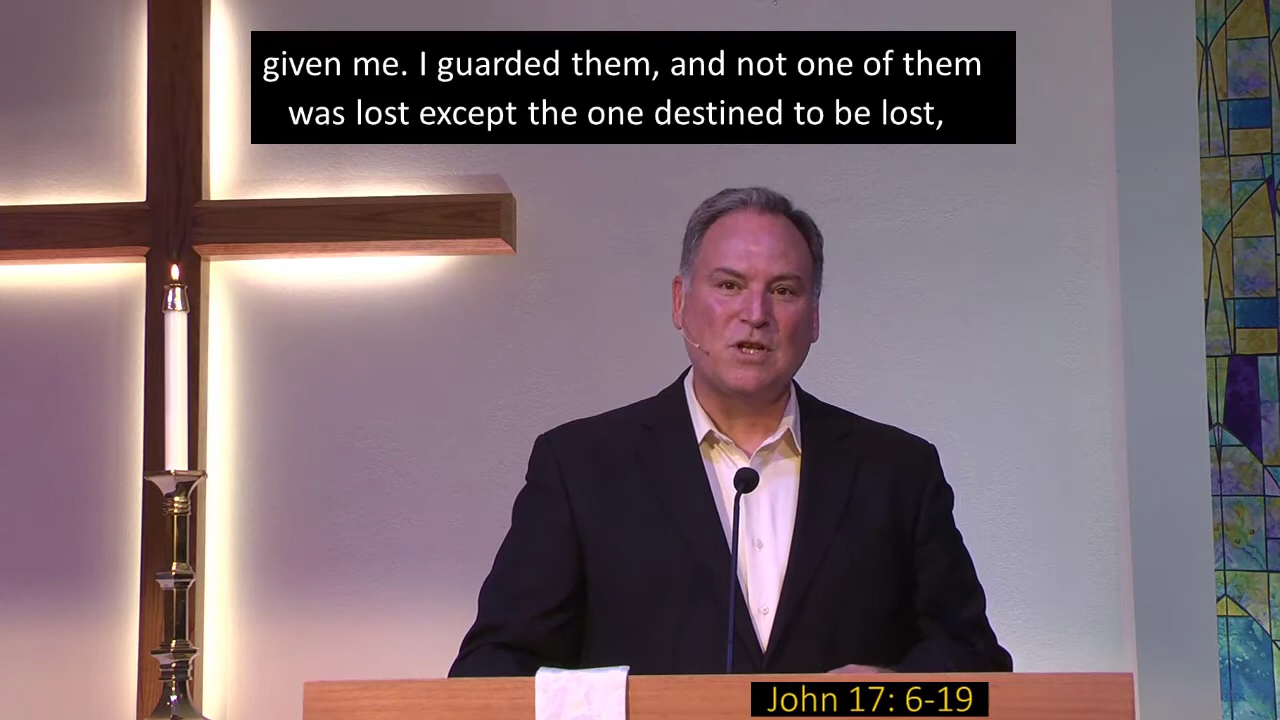 given me. I guarded them, and not one of them
was lost except the one destined to be lost,
John 17: 6-19